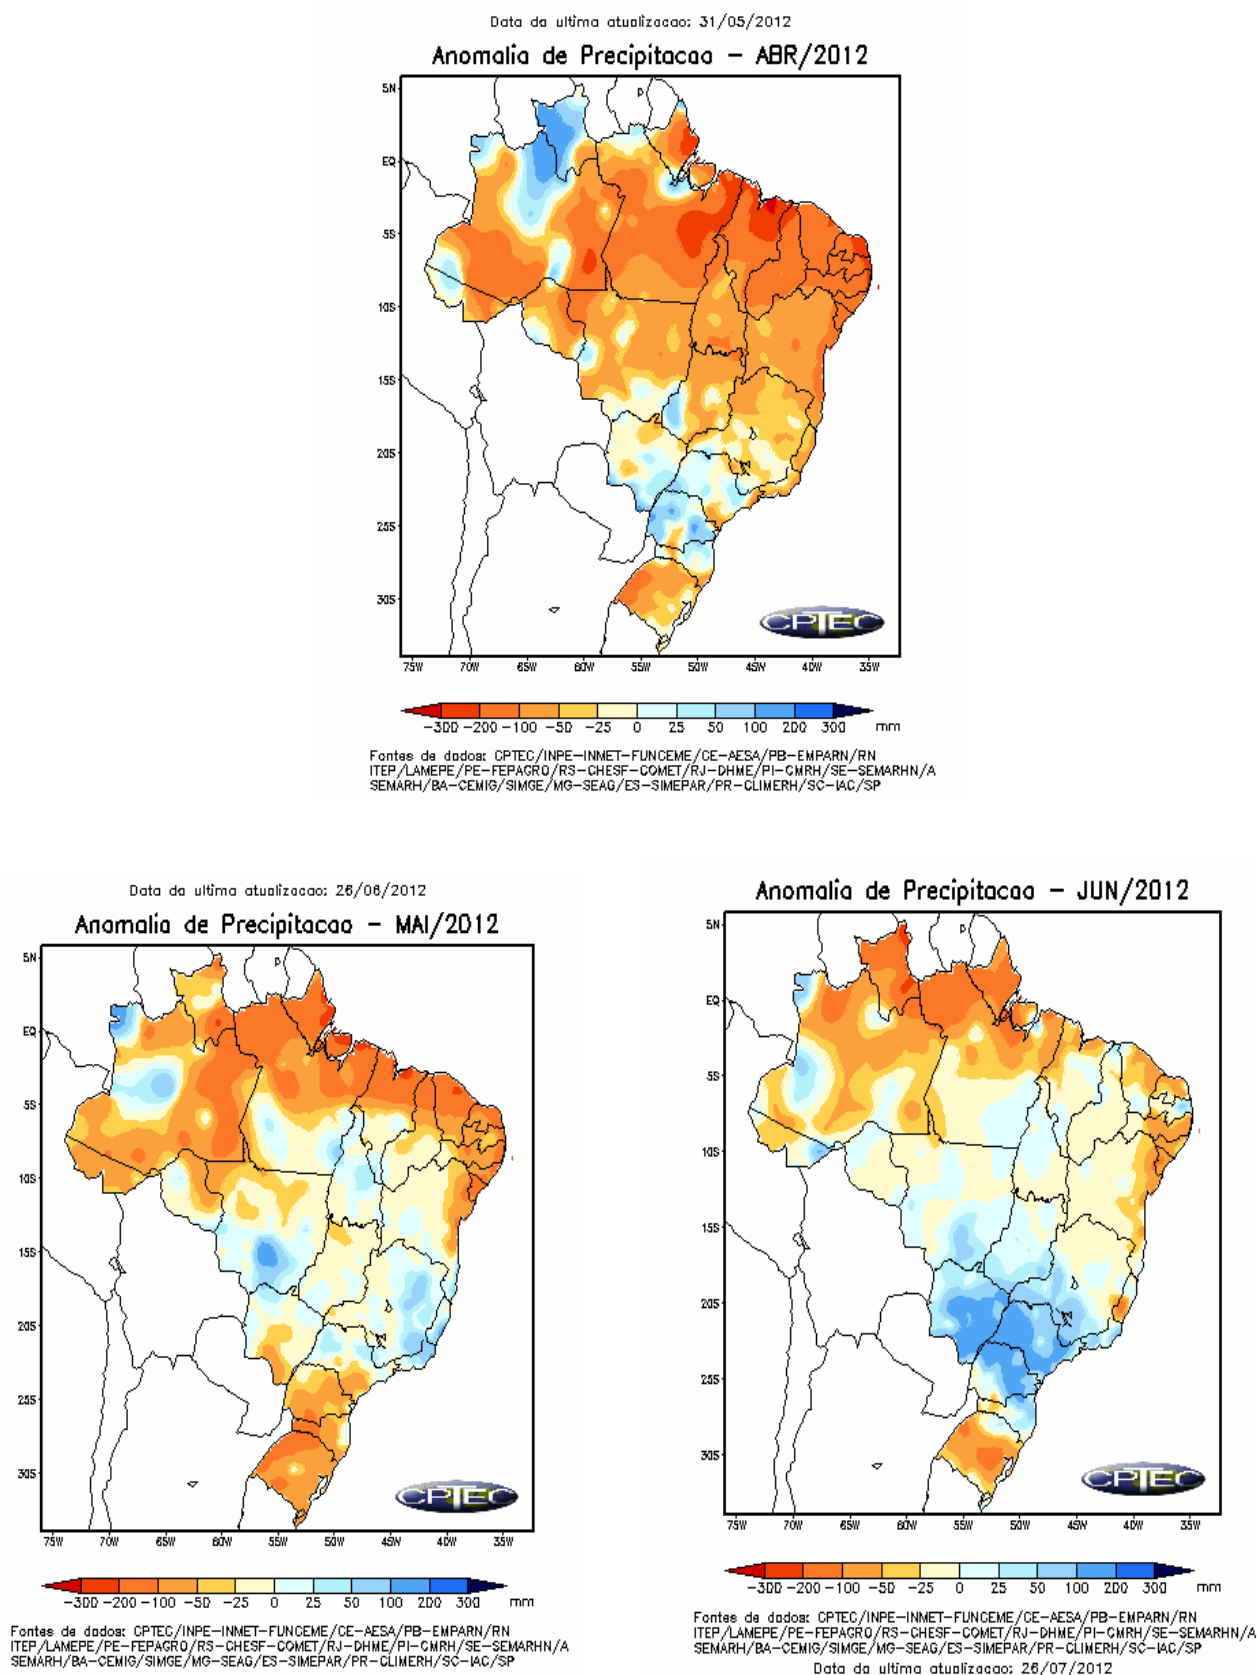 Data da ultima atualizacao: 31/05/2012
Anomalia de Precipitacao - ABR/2012
5N
EQ
5S
10S
15S
20S
25S
30S
CPTEC
75W 70W 65W 60W 55W 50W 45W 40W 35W
-300 -200 -100 -50 -25 0 25 50 100 200 300 mm
Fontes de dados: CPTEC/INPE-INMET-FUNCEME/CE-AESA/PB-EMPARN/RN
ITEP/LAMEPE/PE-FEPAGRO/RS-CHESF-COMET/RJ-DHME/PI-CMRH/SE-SEMARHN/A
SEMARH/BA-CEMIG/SIMGE/MG-SEAG/ES-SIMEPAR/PR-CLIMERH/SC-IAC/SP
Data da ultima atualizacao: 26/06/2012
Anomalia de Precipitacao - MAI/2012
5N
EQ
5S
10S
15S
20S
25S
30S
CPTEC
75W 70W 65W 60W 55W 50W 45W 40W 35W
-300 -200 -100 -50 -25 0 25 50 100 200 300 mm
Fontes de dados: CPTEC/INPE-INMET-FUNCEME/CE-AESA/PB-EMPARN/RN
ITEP/LAMEPE/PE-FEPAGRO/RS-CHESF-COMET/RJ-DHME/PI-CMRH/SE-SEMARHN/A
SEMARH/BA-CEMIG/SIMGE/MG-SEAG/ES-SIMEPAR/PR-CLIMERH/SC-IAC/SP
Anomalia de Precipitacao - JUN/2012
5N
EQ
5S
10S
15S
20S
25S
30S
CPTEC
75W 70W 65W 60W 55W 50W 45W 40W 35W
-300 -200 -100 -50 -25 0 25 50 100 200 300 mm
Fontes de dados: CPTEC/INPE-INMET-FUNCEME/CE-AESA/PB-EMPARN/RN
ITEP/LAMEPE/PE-FEPAGRO/RS-CHESF-COMET/RJ-DHME/PI-CMRH/SE-SEMARHN/A
SEMARH/BA-CEMIG/SIMGE/MG-SEAG/ES-SIMEPAR/PR-CLIMERH/SC-IAC/SP
Data da ultima atualizacao: 26/07/2012